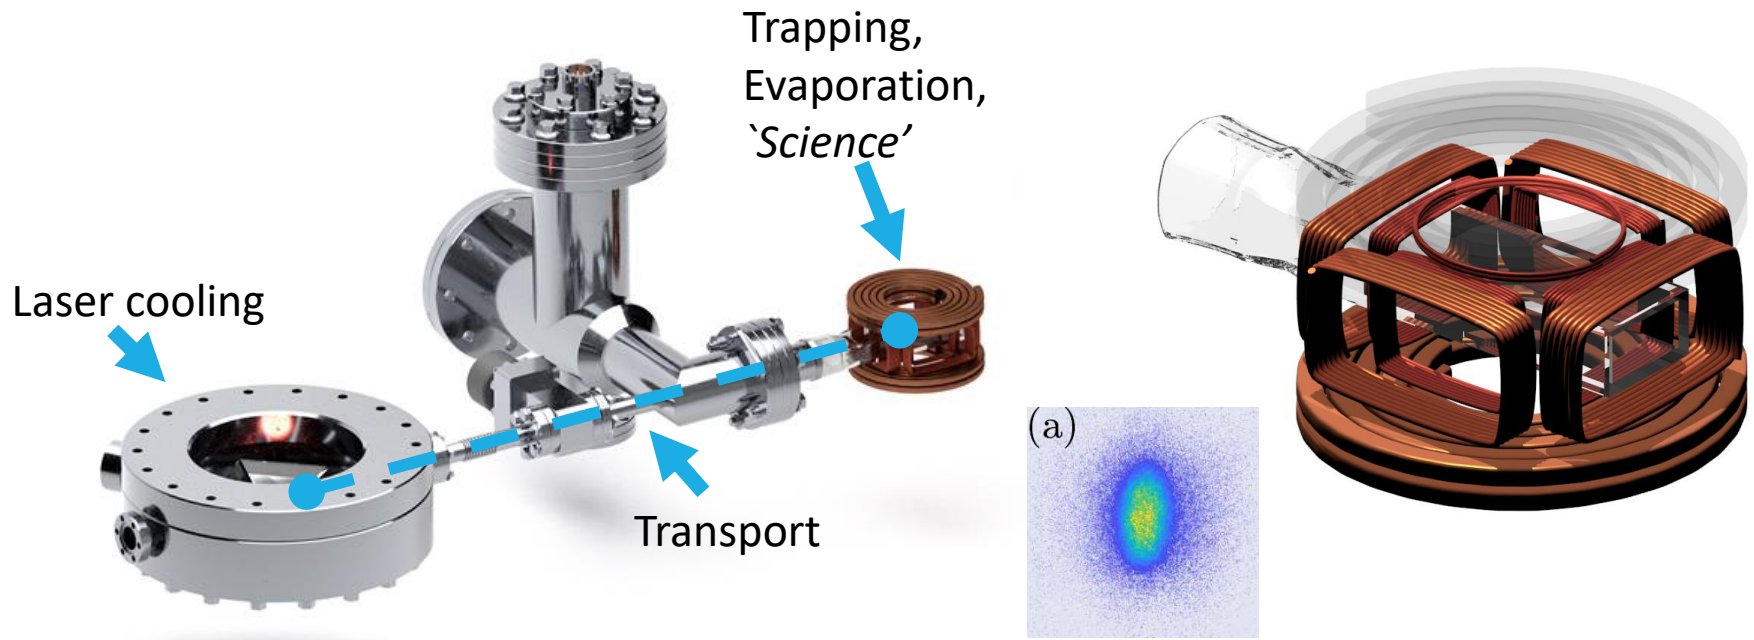 Trapping,
Evaporation,
`Science’
Laser cooling
Transport
(a)